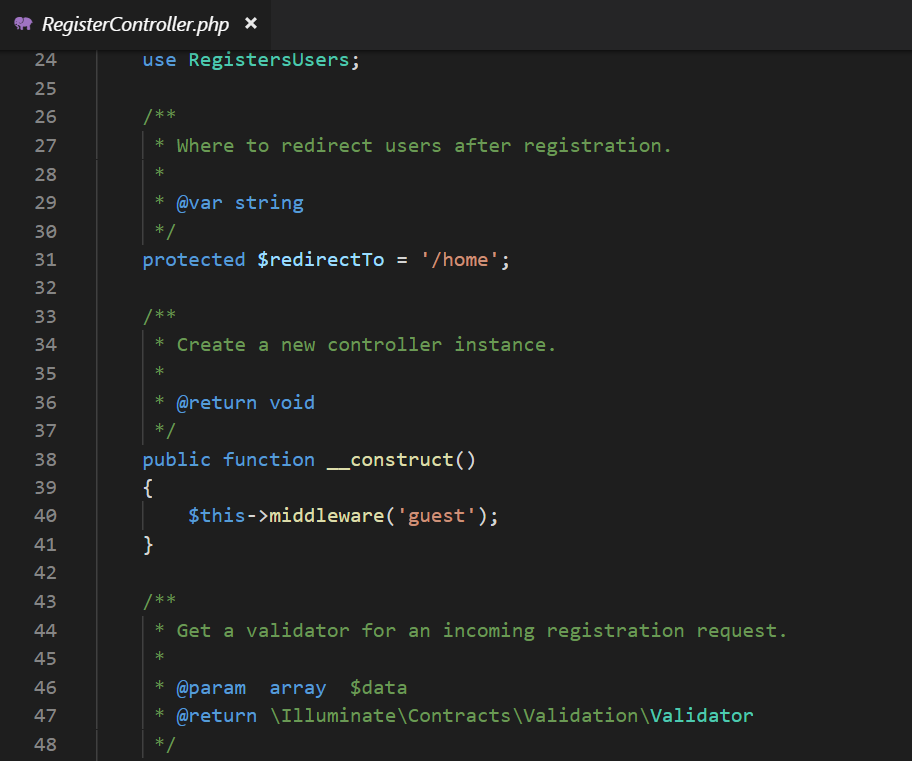 RegisterController.php ×
24 use RegistersUsers;
25
26 /**
27 * Where to redirect users after registration.
28 *
29 * @var string
30 */
31 protected $redirectTo = '/home';
32
33 /**
34 * Create a new controller instance.
35 *
36 * @return void
37 */
38 public function __construct()
39 {
40 $this->middleware('guest');
41 }
42
43 /**
44 * Get a validator for an incoming registration request.
45 *
46 * @param  array  $data
47 * @return \Illuminate\Contracts\Validation\Validator
48 */